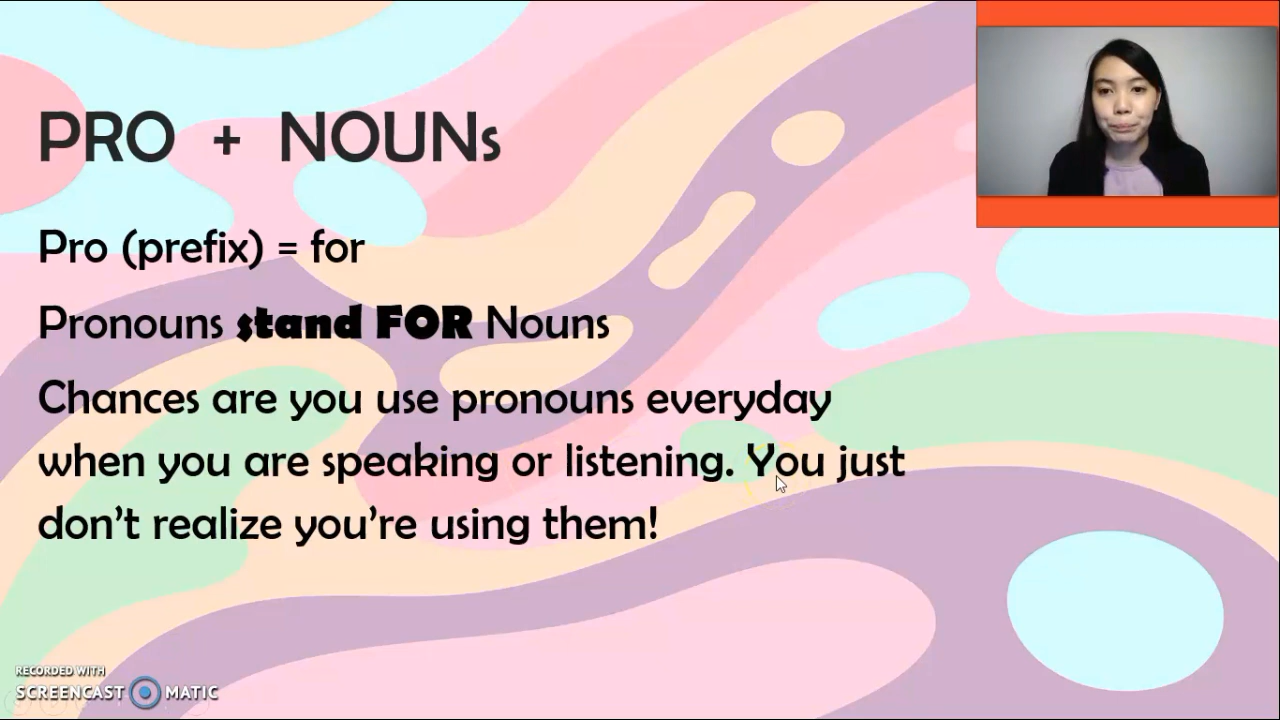 PRO + NOUNs
Pro (prefix) = for
Pronouns stand FOR Nouns
Chances are you use pronouns everyday
when you are speaking or listening. You just
don't realize you're using them!
RECORDED WITH
SCREENCAST MATIC